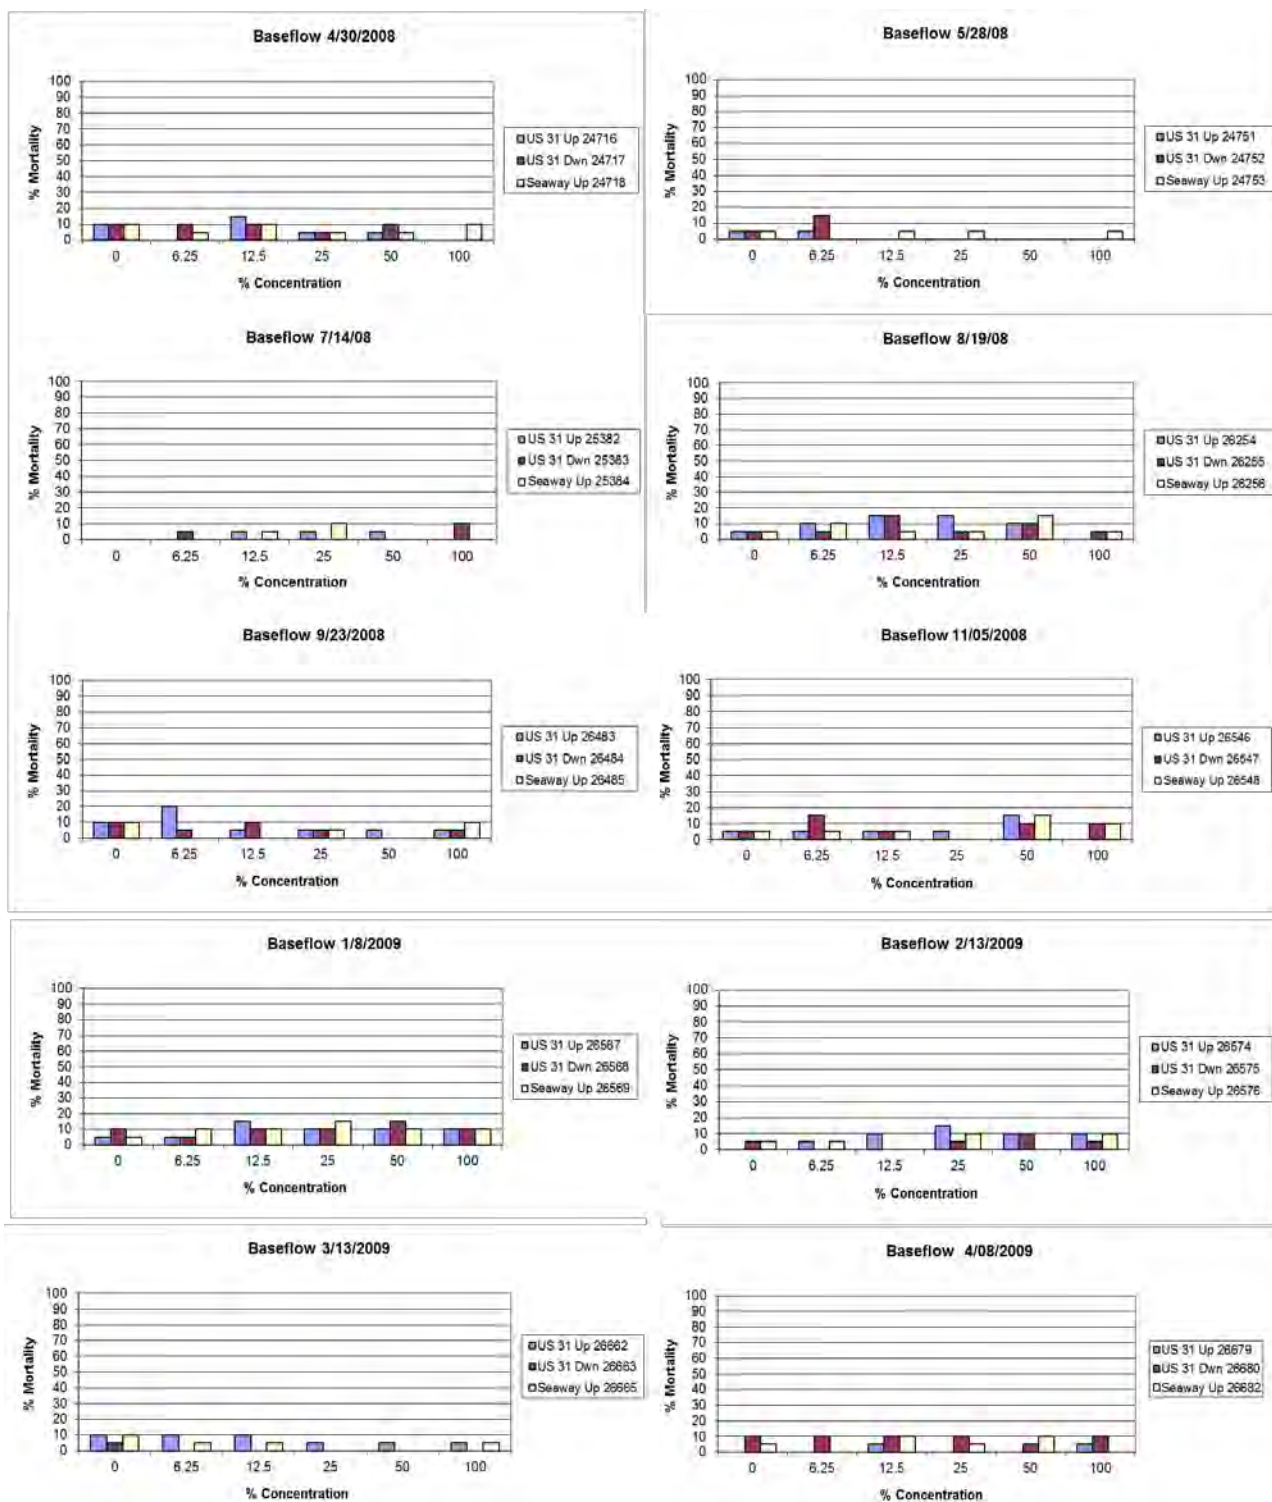 Baseflow 4/30/2008
% Mortality
100
90
80
70
60
50
40
30
20
10
0
0 6.25 12.5 25 50 100
% Concentration
US 31 Up 24716
US 31 Dwn 24717
Seaway Up 24718
Baseflow 5/28/08
% Mortality
100
90
80
70
60
50
40
30
20
10
0
0 6.25 12.5 25 50 100
% Concentration
US 31 Up 24751
US 31 Dwn 24752
Seaway Up 24753
Baseflow 7/14/08
% Mortality
100
90
80
70
60
50
40
30
20
10
0
0 6.25 12.5 25 50 100
% Concentration
US 31 Up 25382
US 31 Dwn 25383
Seaway Up 25384
Baseflow 8/19/08
% Mortality
100
90
80
70
60
50
40
30
20
10
0
0 6.25 12.5 25 50 100
% Concentration
US 31 Up 26254
US 31 Dwn 26255
Seaway Up 26256
Baseflow 9/23/2008
% Mortality
100
90
80
70
60
50
40
30
20
10
0
0 6.25 12.5 25 50 100
% Concentration
US 31 Up 26483
US 31 Dwn 26484
Seaway Up 26485
Baseflow 11/05/2008
% Mortality
100
90
80
70
60
50
40
30
20
10
0
0 6.25 12.5 25 50 100
% Concentration
US 31 Up 26546
US 31 Dwn 26547
Seaway Up 26548
Baseflow 1/8/2009
% Mortality
100
90
80
70
60
50
40
30
20
10
0
0 6.25 12.5 25 50 100
% Concentration
US 31 Up 26567
US 31 Dwn 26568
Seaway Up 26569
Baseflow 2/13/2009
% Mortality
100
90
80
70
60
50
40
30
20
10
0
0 6.25 12.5 25 50 100
% Concentration
US 31 Up 26574
US 31 Dwn 26575
Seaway Up 26576
Baseflow 3/13/2009
% Mortality
100
90
80
70
60
50
40
30
20
10
0
0 6.25 12.5 25 50 100
% Concentration
US 31 Up 26662
US 31 Dwn 26663
Seaway Up 26665
Baseflow 4/08/2009
% Mortality
100
90
80
70
60
50
40
30
20
10
0
0 6.25 12.5 25 50 100
% Concentration
US 31 Up 26679
US 31 Dwn 26680
Seaway Up 26682